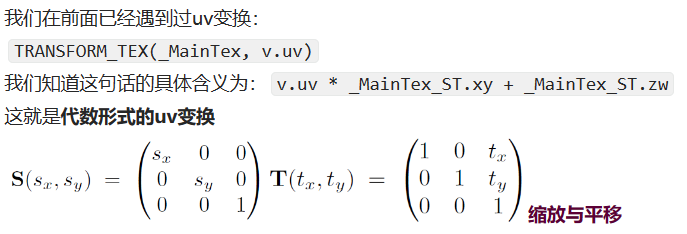 我们在前面已经遇到过uv变换：
TRANSFORM_TEX(_MainTex, v.uv)
我们知道这句话的具体含义为： v.uv * _MainTex_ST.xy + _MainTex_ST.zw
这就是代数形式的uv变换
S(s_x, s_y) = \begin{pmatrix} s_x & 0 & 0 \\ 0 & s_y & 0 \\ 0 & 0 & 1 \end{pmatrix} T(t_x, t_y) = \begin{pmatrix} 1 & 0 & t_x \\ 0 & 1 & t_y \\ 0 & 0 & 1 \end{pmatrix} 缩放与平移